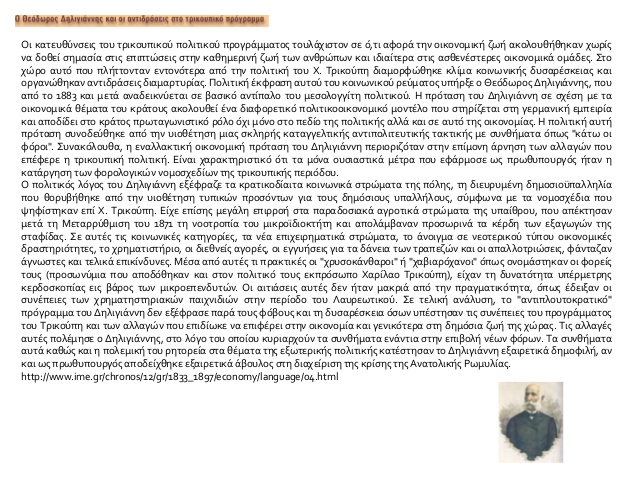 Ο Θεόδωρος Δηλιγιάννης και οι αντιδράσεις στο τρικουπικό πρόγραμμα
Οι κατευθύνσεις του τρικουπικού πολιτικού προγράμματος τουλάχιστον σε ό,τι αφορά την οικονομική ζωή ακολουθήθηκαν χωρίς
να δοθεί σημασία στις επιπτώσεις στην καθημερινή ζωή των ανθρώπων και ιδιαίτερα στις ασθενέστερες οικονομικά ομάδες. Στο
χώρο αυτό που πλήττονταν εντονότερα από την πολιτική του Χ. Τρικούπη διαμορφώθηκε κλίμα κοινωνικής δυσαρέσκειας και
οργανώθηκαν αντιδράσεις διαμαρτυρίας. Πολιτική έκφραση αυτού του κοινωνικού ρεύματος υπήρξε ο Θεόδωρος Δηλιγιάννης, που
από το 1883 και μετά αναδεικνύεται σε βασικό αντίπαλο του μεσολογγίτη πολιτικού. Η πρόταση του Δηλιγιάννη σε σχέση με τα
οικονομικά θέματα του κράτους ακολουθεί ένα διαφορετικό πολιτικοοικονομικό μοντέλο που στηρίζεται στη γερμανική εμπειρία
και αποδίδει στο κράτος πρωταγωνιστικό ρόλο όχι μόνο στο πεδίο της πολιτικής αλλά και σε αυτό της οικονομίας. Η πολιτική αυτή
πρόταση συνοδεύθηκε από την υιοθέτηση μιας σκληρής καταγγελτικής αντιπολιτευτικής τακτικής με συνθήματα όπως "κάτω οι
φόροι". Συνακόλουθα, η εναλλακτική οικονομική πρόταση του Δηλιγιάννη περιοριζόταν στην επίμονη άρνηση των αλλαγών που
επέφερε η τρικουπική πολιτική. Είναι χαρακτηριστικό ότι τα μόνα ουσιαστικά μέτρα που εφάρμοσε ως πρωθυπουργός ήταν η
κατάργηση των φορολογικών νομοσχεδίων της τρικουπικής περιόδου.
Ο πολιτικός λόγος του Δηλιγιάννη εξέφραζε τα κρατικοδίαιτα κοινωνικά στρώματα της πόλης, τη διευρυμένη δημοσιοϋπαλληλία
που θορυβήθηκε από την υιοθέτηση τυπικών προσόντων για τους δημόσιους υπαλλήλους, σύμφωνα με τα νομοσχέδια που
ψηφίστηκαν επί Χ. Τρικούπη. Είχε επίσης μεγάλη επιρροή στα παραδοσιακά αγροτικά στρώματα της υπαίθρου, που απέκτησαν
μετά τη Μεταρρύθμιση του 1871 τη νοοτροπία του μικροϊδιοκτήτη και απολάμβαναν προσωρινά τα κέρδη των εξαγωγών της
σταφίδας. Σε αυτές τις κοινωνικές κατηγορίες, τα νέα επιχειρηματικά στρώματα, το άνοιγμα σε νεοτερικού τύπου οικονομικές
δραστηριότητες, το χρηματιστήριο, οι διεθνείς αγορές, οι εγγυήσεις για τα δάνεια των τραπεζών και οι απαλλοτριώσεις, φάνταζαν
άγνωστες και τελικά επικίνδυνες. Μέσα από αυτές τι πρακτικές οι "χρυσοκάνθαροι" ή "χαβιαρόχανοι" όπως ονομάστηκαν οι φορείς
τους (προσωνύμια που αποδόθηκαν και στον πολιτικό τους εκπρόσωπο Χαρίλαο Τρικούπη), είχαν τη δυνατότητα υπέρμετρης
κερδοσκοπίας εις βάρος των μικροεπενδυτών. Οι αιτιάσεις αυτές δεν ήταν μακριά από την πραγματικότητα, όπως έδειξαν οι
συνέπειες των χρηματιστηριακών παιχνιδιών στην περίοδο του Λαυρεωτικού. Σε τελική ανάλυση, το "αντιπλουτοκρατικό"
πρόγραμμα του Δηλιγιάννη δεν εξέφρασε παρά τους φόβους και τη δυσαρέσκεια όσων υπέστησαν τις συνέπειες του προγράμματος
του Τρικούπη και των αλλαγών που επιδίωκε να επιφέρει στην οικονομία και γενικότερα στη δημόσια ζωή της χώρας. Τις αλλαγές
αυτές πολέμησε ο Δηλιγιάννης, στο λόγο του οποίου κυριαρχούν τα συνθήματα ενάντια στην επιβολή νέων φόρων. Τα συνθήματα
αυτά καθώς και η πολεμική του ρητορεία στα θέματα της εξωτερικής πολιτικής κατέστησαν το Δηλιγιάννη εξαιρετικά δημοφιλή, αν
και ως πρωθυπουργός αποδείχθηκε εξαιρετικά άβουλος στη διαχείριση της κρίσης της Ανατολικής Ρωμυλίας.
http://www.ime.gr/chronos/12/gr/1833_1897/economy/language/04.html